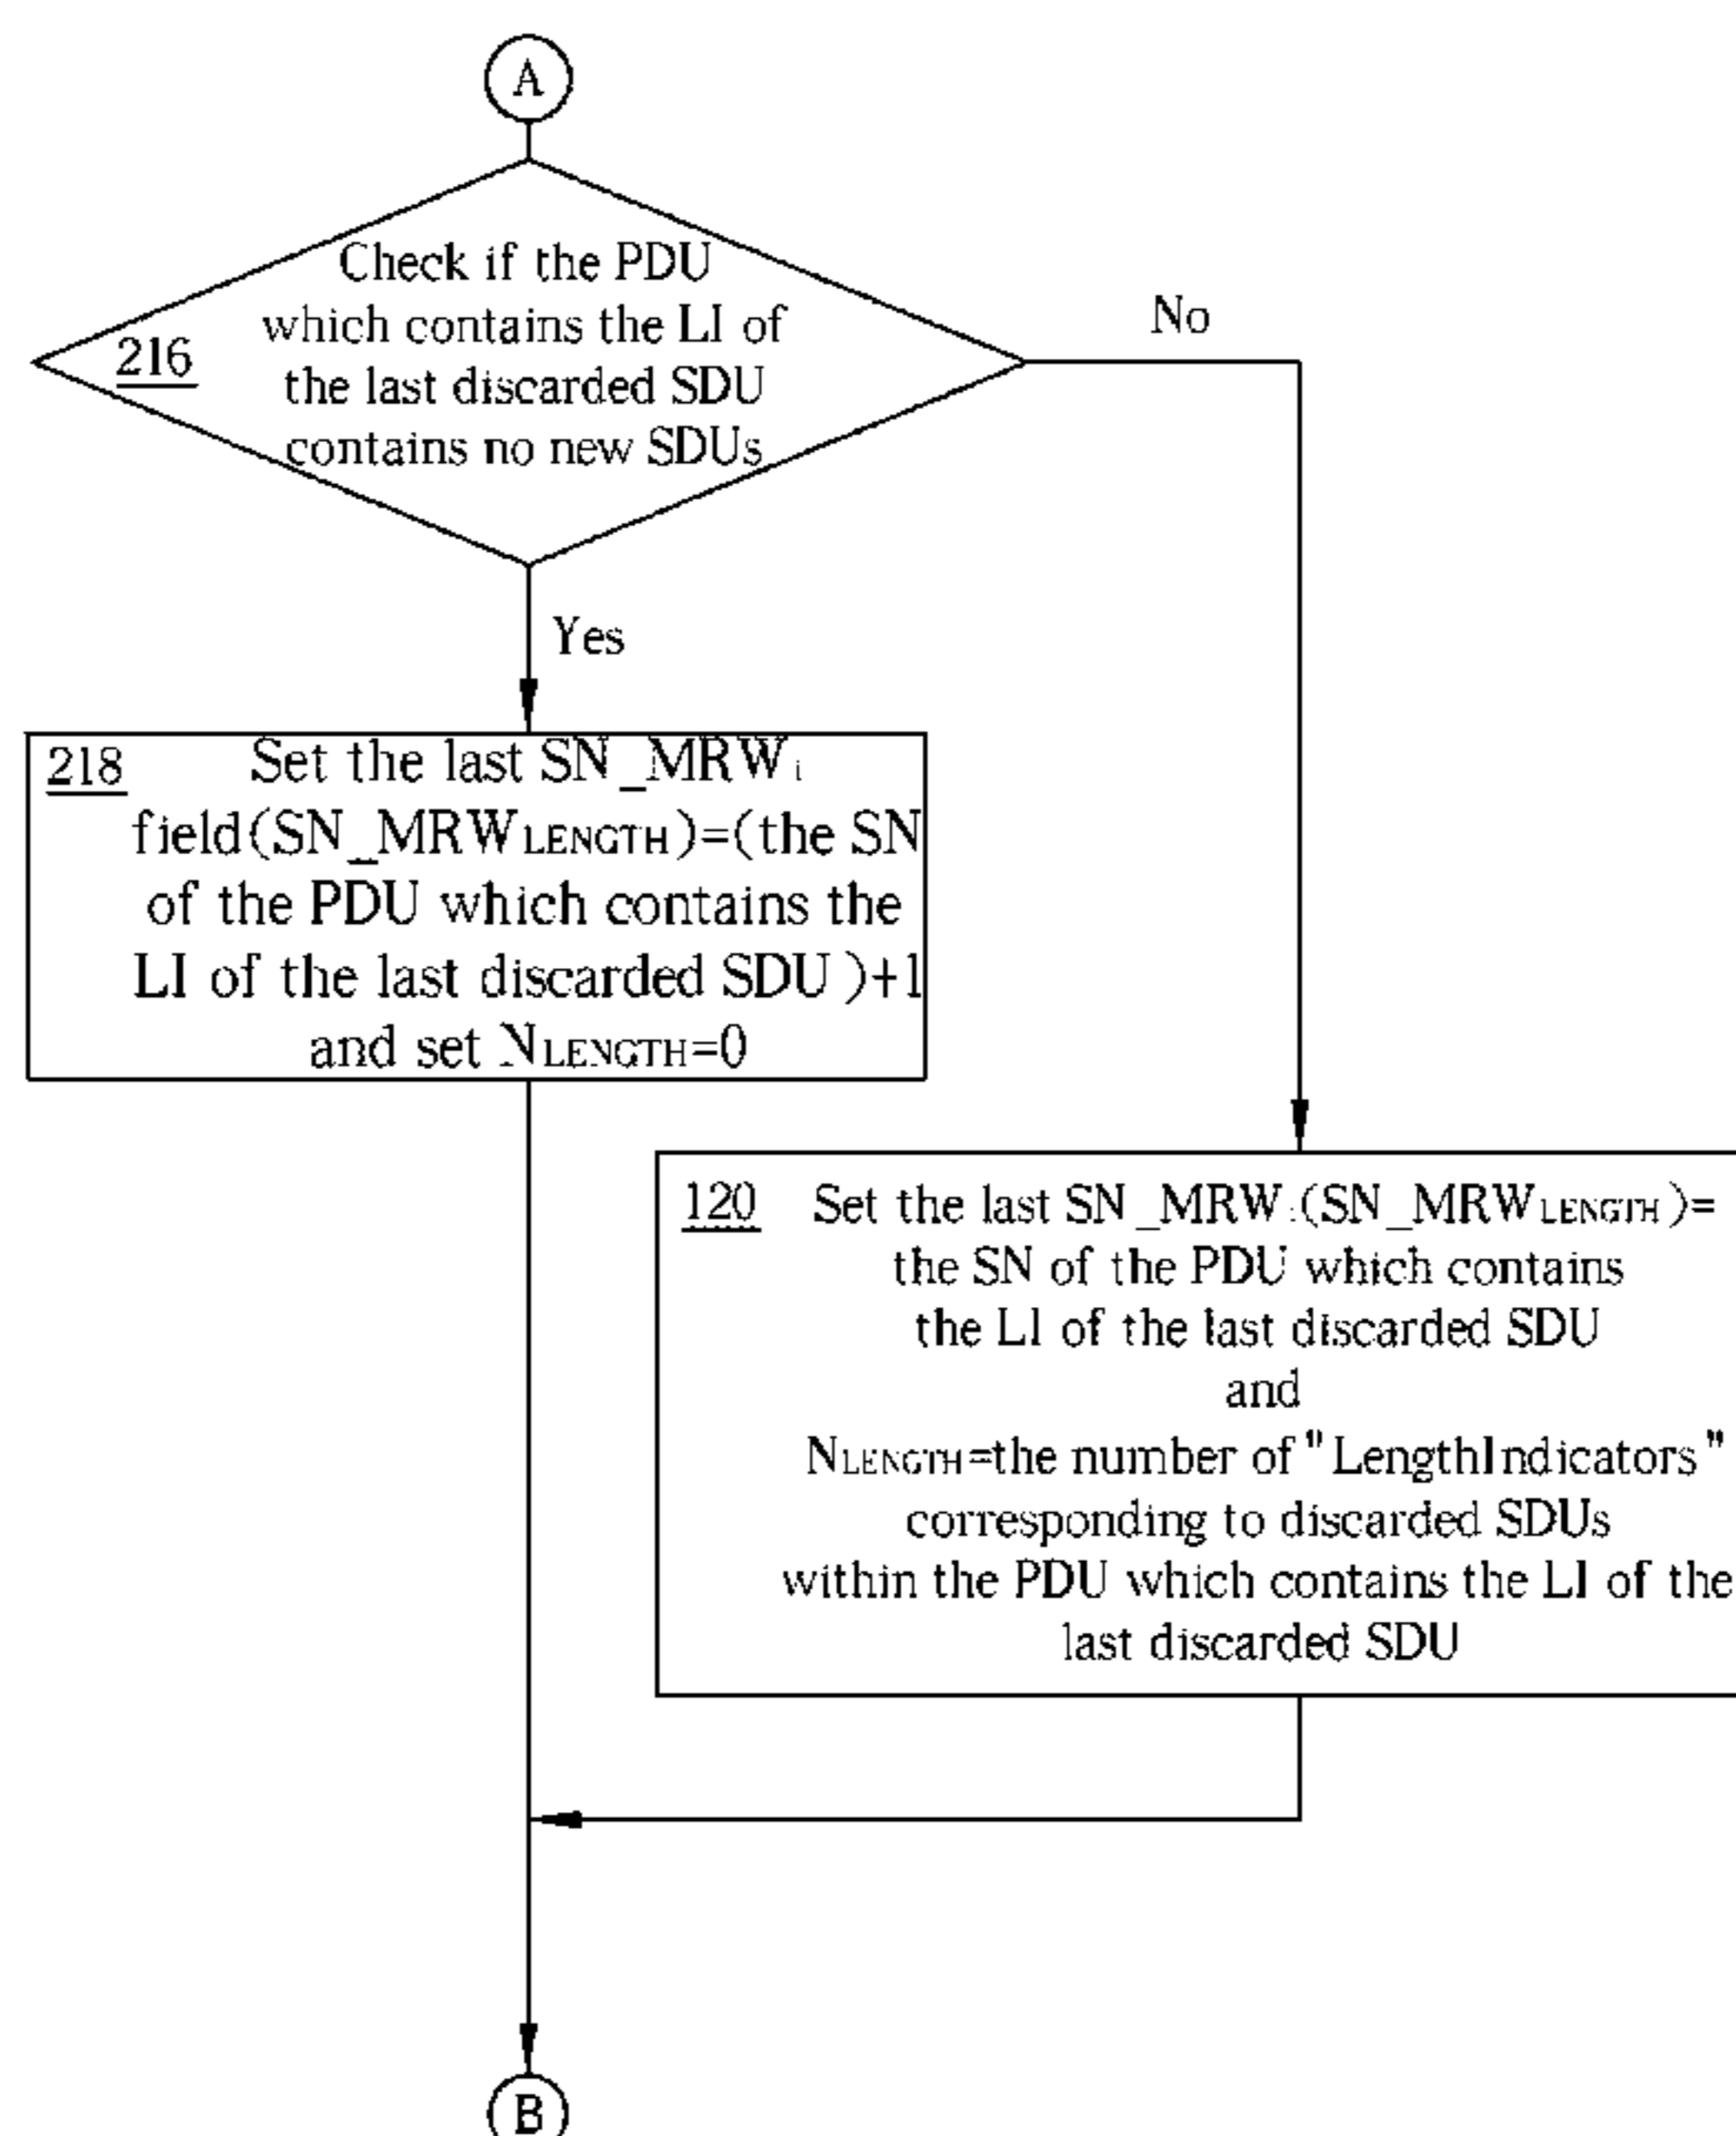 A
Check if the PDU
which contains the LI of
216
the last discarded SDU
contains no new SDUs
No
Yes
218 Set the last SN_MRWi
field(SN_MRWLENGTH)=(the SN
of the PDU which contains the
LI of the last discarded SDU )+1
and set NLENGTH=0
120 Set the last SN_MRWi(SN_MRWLENGTH)=
the SN of the PDU which contains
the LI of the last discarded SDU
and
NLENGTH=the number of "LengthIndicators"
corresponding to discarded SDUs
within the PDU which contains the LI of the
last discarded SDU
B